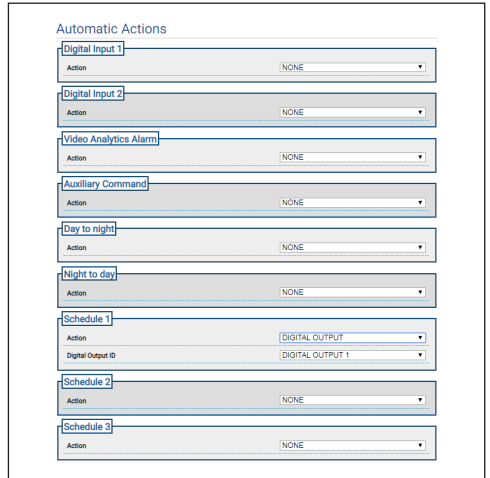 Automatic Actions
Digital Input 1
Action NONE
Digital Input 2
Action NONE
Video Analytics Alarm
Action NONE
Auxiliary Command
Action NONE
Day to night
Action NONE
Night to day
Action NONE
Schedule 1
Action DIGITAL OUTPUT
Digital Output ID DIGITAL OUTPUT 1
Schedule 2
Action NONE
Schedule 3
Action NONE